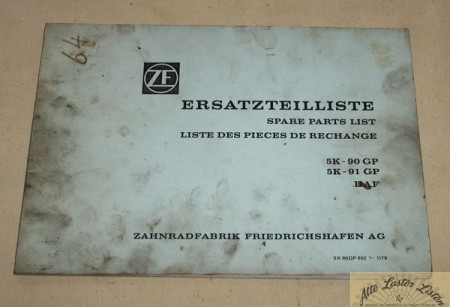 64
ZF
ERSATZTEILLISTE
SPARE PARTS LIST
LISTE DES PIECES DE RECHANGE
5K-90 GP
5K-91 GP
DAF
ZAHNRADFABRIK FRIEDRICHSHAFEN AG
Alte Laster Listen